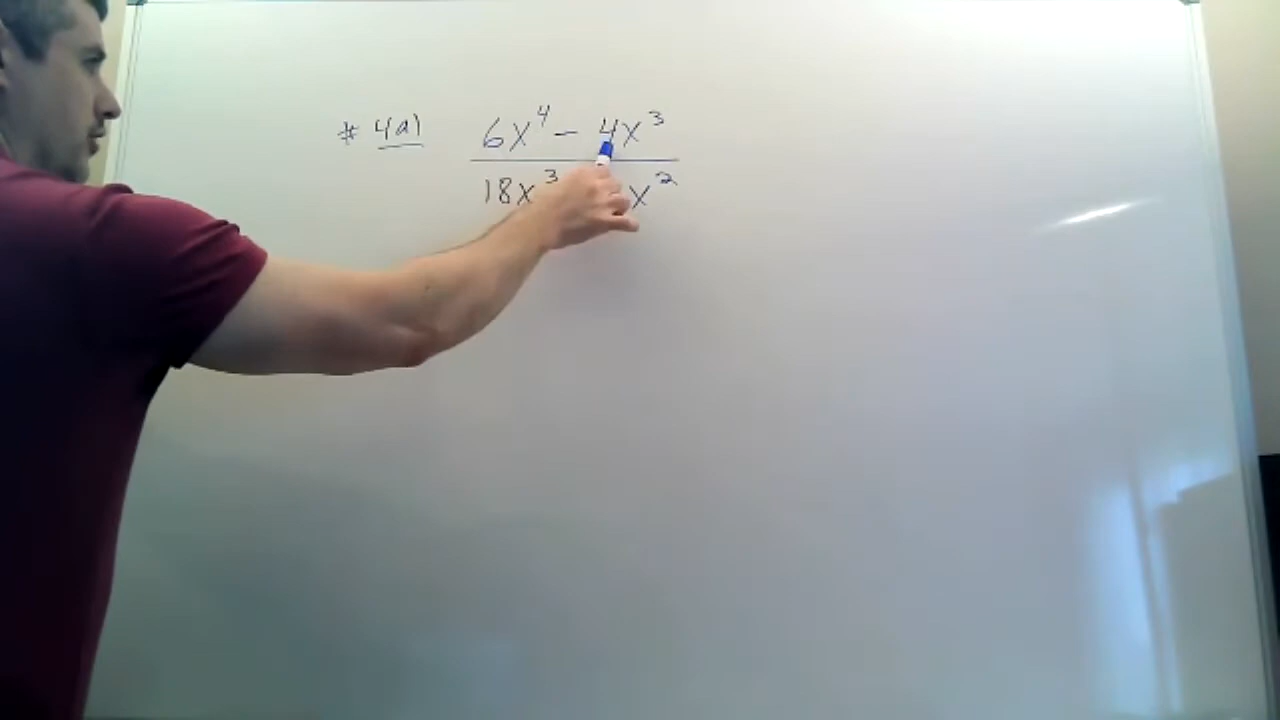 # 4a) 6x⁴ - 4x³
18x³ x²